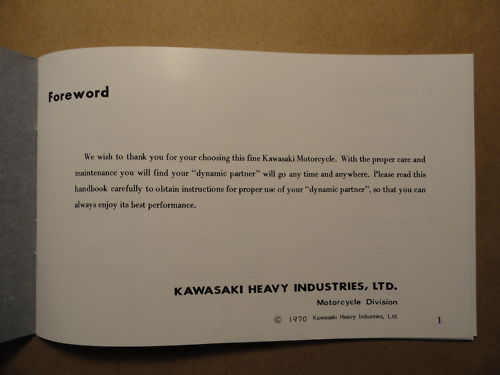 Foreword
We wish to thank you for your choosing this fine Kawasaki Motorcycle. With the proper care and
maintenance you will find your "dynamic partner" will go any time and anywhere. Please read this
handbook carefully to obtain instructions for proper use of your "dynamic partner", so that you can
always enjoy its best performance.
KAWASAKI HEAVY INDUSTRIES, LTD.
Motorcycle Division
© 1970 Kawasaki Heavy Industries, Ltd.
1